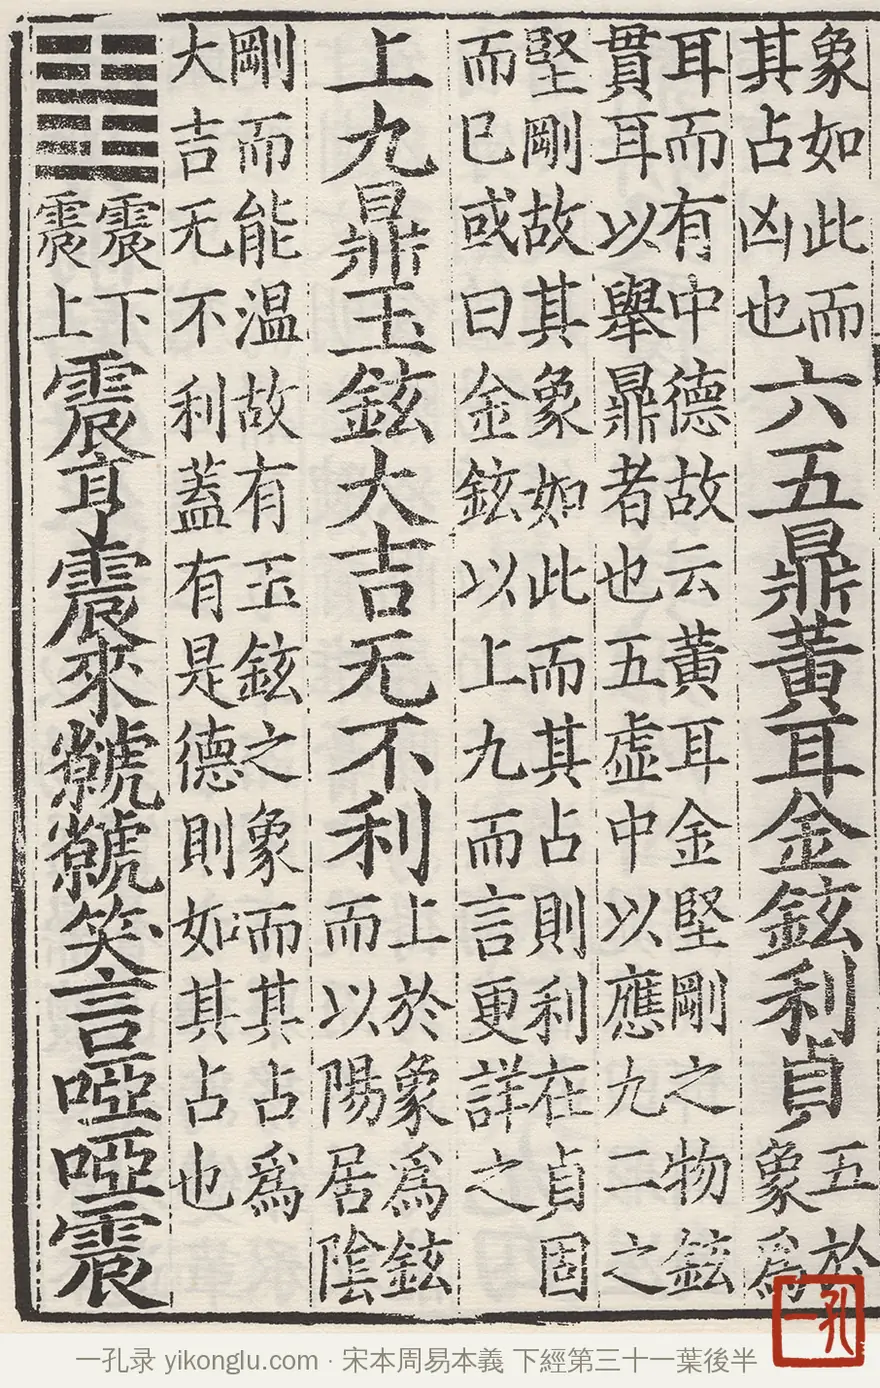 象如此而其占凶也六五鼎黃耳金鉉利貞五於象爲
耳而有中德故云黃耳金堅剛之物鉉
貫耳以舉鼎者也五虛中以應九二之
堅剛故其象如此而其占則利在貞固
而已或曰金鉉以上九而言更詳之
上九鼎玉鉉大吉无不利上於象爲鉉而以陽居陰
剛而能温故有玉鉉之象而其占爲
大吉无不利蓋有是德則如其占也
䷲震下震上震亨震來虩虩笑言啞啞震
一孔
一孔录 yikonglu.com · 宋本周易本義 下經第三十一葉後半